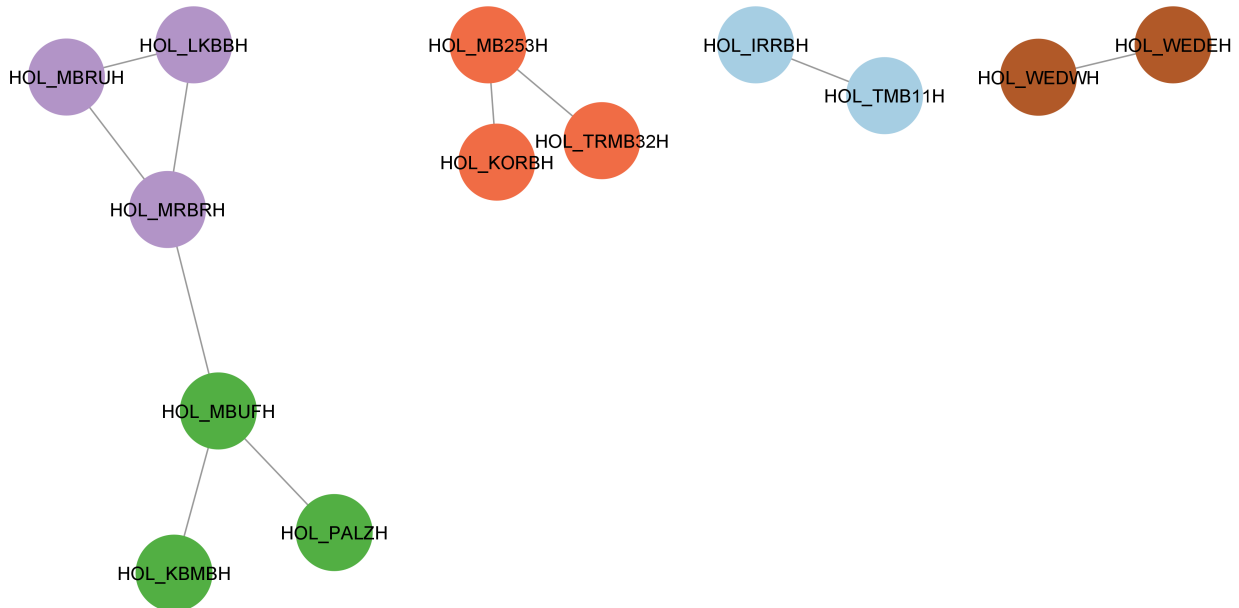 HOL_LKBBH
HOL_MBRUH
HOL_MRBRH
HOL_MBUFH
HOL_PALZH
HOL_KBMBH
HOL_MB253H
HOL_TRMB32H
HOL_KORBH
HOL_IRRBH
HOL_TMB11H
HOL_WEDEH
HOL_WEDWH